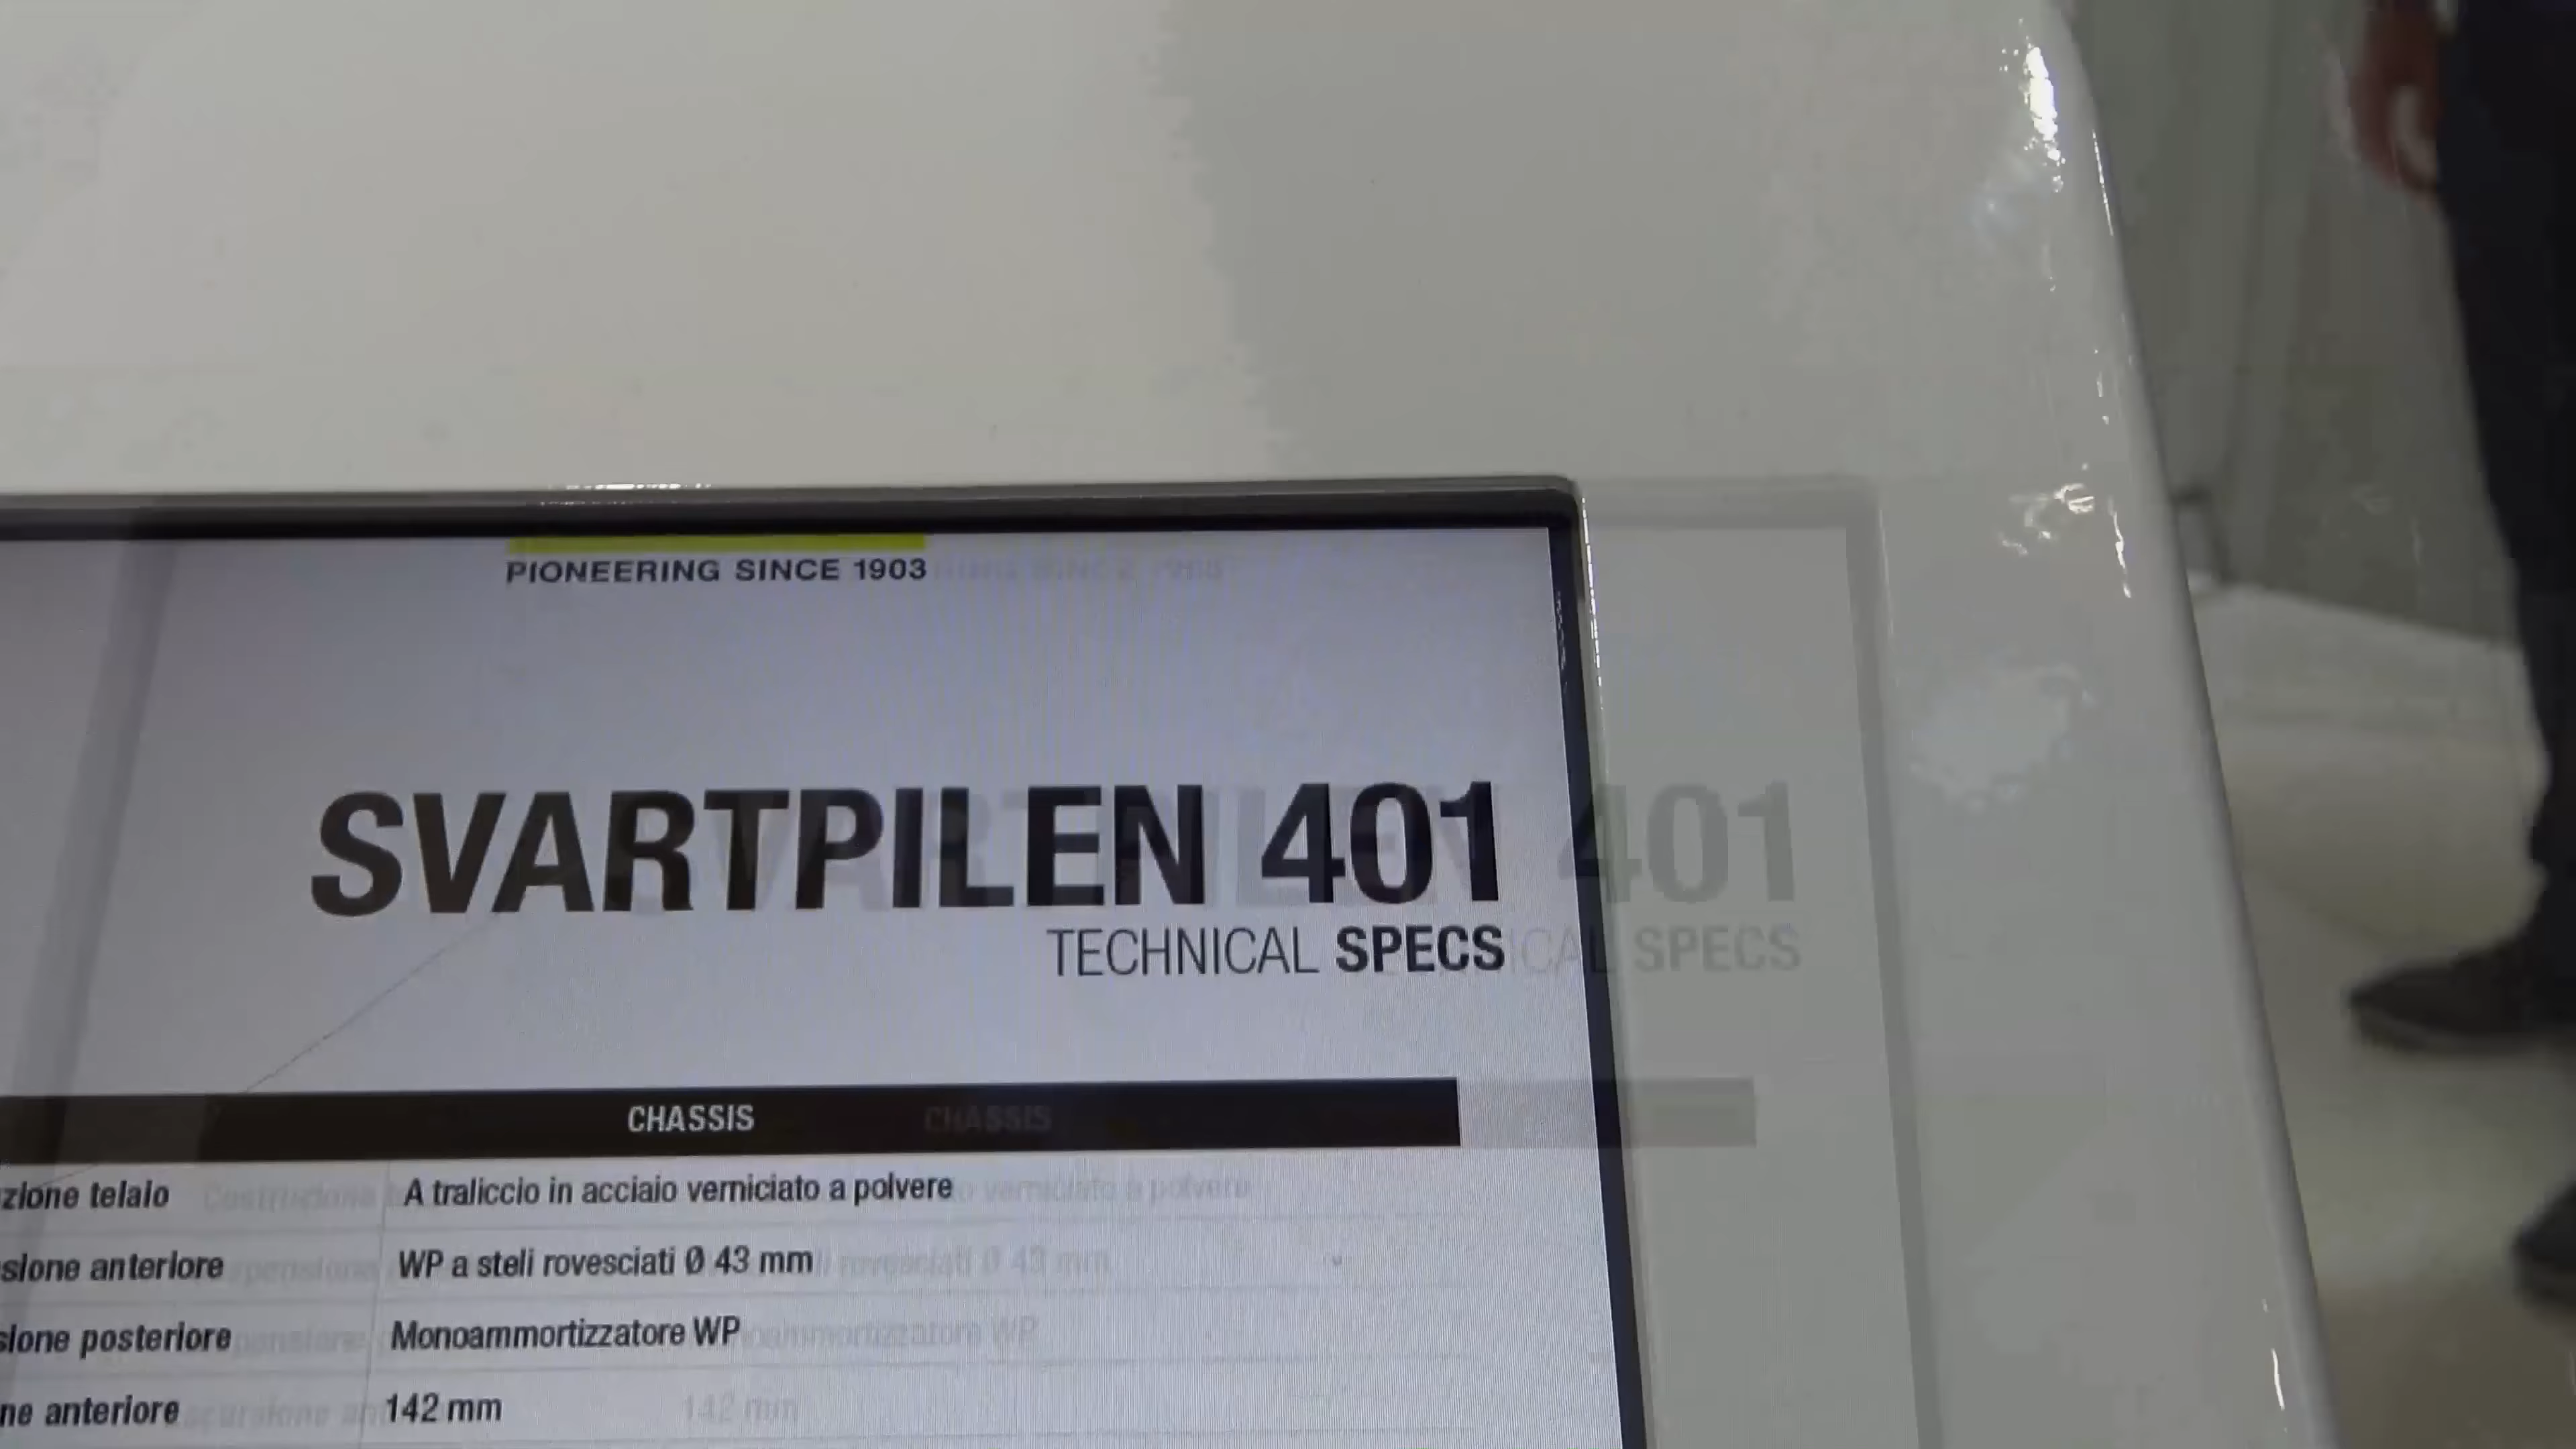 PIONEERING SINCE 1903
SVARTPILEN 401
TECHNICAL SPECS
CHASSIS
zione telaio A traliccio in acciaio verniciato a polvere
sione anteriore WP a steli rovesciati Ø 43 mm
sione posteriore Monoammortizzatore WP
ne anteriore 142 mm